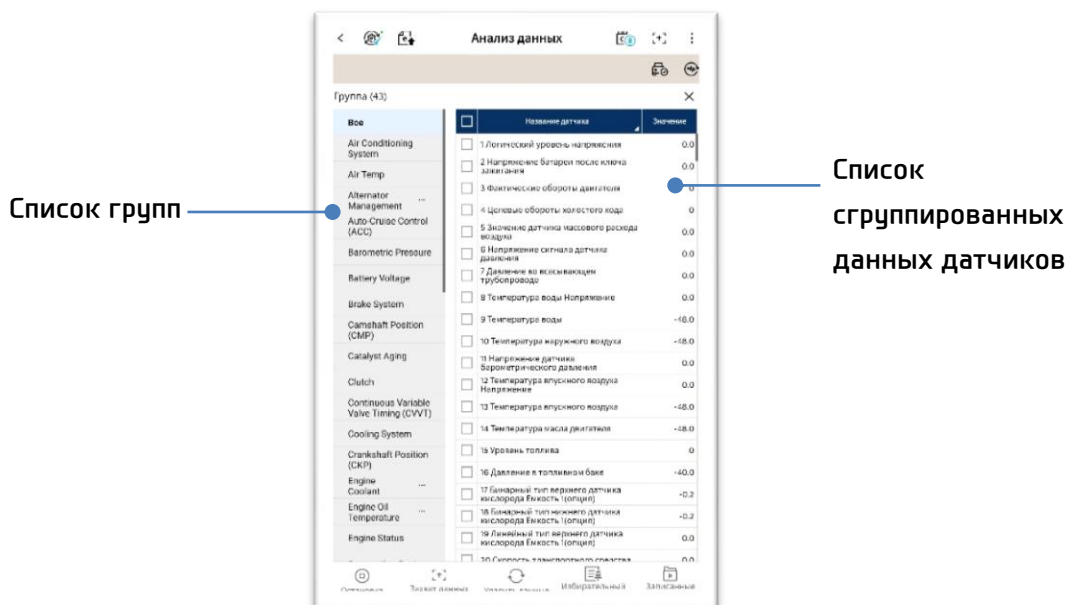 Анализ данных
Группа (43)
Все
Air Conditioning
System
Air Temp
Alternator ...
Management
Auto-Cruise Control
(ACC)
Barometric Pressure
Battery Voltage
Brake System
Camshaft Position
(CMP)
Catalyst Aging
Clutch
Continuous Variable
Valve Timing (CVVT)
Cooling System
Crankshaft Position
(CKP)
Engine ...
Coolant
Engine Oil ...
Temperature
Engine Status
Название датчика Значение
1 Логический уровень напряжения 0.0
2 Напряжение батареи после ключа
зажигания 0.0
3 Фактические обороты двигателя 0
4 Целевые обороты холостого хода 0
5 Значение датчика массового расхода
воздуха 0.0
6 Напряжение сигнала датчика
давления 0.0
7 Давление во всасывающем
трубопроводе 0.0
8 Температура воды Напряжение 0.0
9 Температура воды -48.0
10 Температура наружного воздуха -48.0
11 Напряжение датчика
барометрического давления 0.0
12 Температура впускного воздуха
Напряжение 0.0
13 Температура впускного воздуха -48.0
14 Температура масла двигателя -48.0
15 Уровень топлива 0
16 Давление в топливном баке -40.0
17 Бинарный тип верхнего датчика
кислорода Емкость 1(опция) -0.2
18 Бинарный тип нижнего датчика
кислорода Емкость 1(опция) -0.2
19 Линейный тип верхнего датчика
кислорода Емкость 1(опция) 0.0
20 Скорость транспортного средства 0.0
Захват данных Избирательный Записанные
Список групп
Список
сгруппированных
данных датчиков